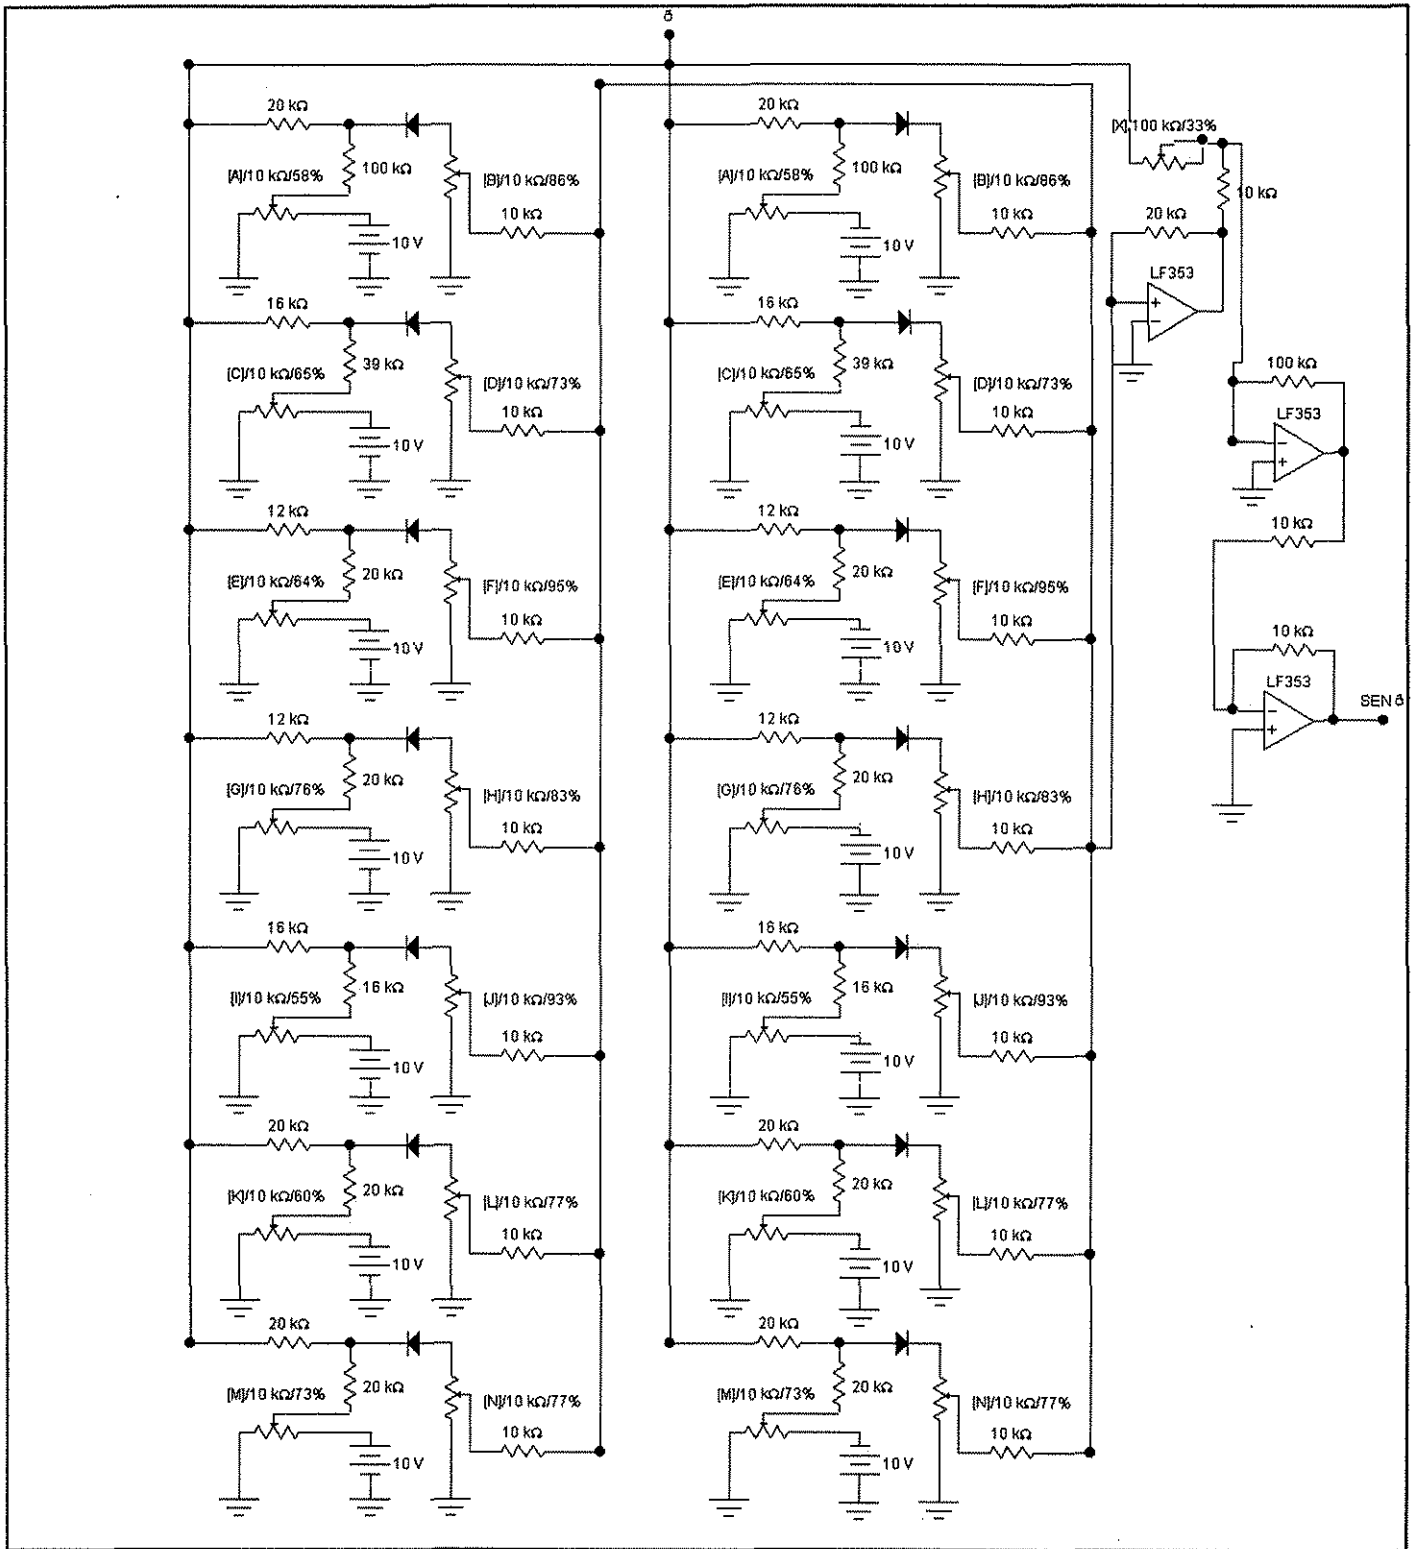 δ
20 kΩ
[A]/10 kΩ/58%
100 kΩ
[B]/10 kΩ/86%
10 kΩ
10 V
20 kΩ
[A]/10 kΩ/58%
100 kΩ
[B]/10 kΩ/86%
10 kΩ
10 V
[X]/100 kΩ/33%
10 kΩ
20 kΩ
LF353
16 kΩ
[C]/10 kΩ/65%
39 kΩ
[D]/10 kΩ/73%
10 kΩ
10 V
16 kΩ
[C]/10 kΩ/65%
39 kΩ
[D]/10 kΩ/73%
10 kΩ
10 V
100 kΩ
LF353
10 kΩ
12 kΩ
[E]/10 kΩ/64%
20 kΩ
[F]/10 kΩ/95%
10 kΩ
10 V
12 kΩ
[E]/10 kΩ/64%
20 kΩ
[F]/10 kΩ/95%
10 kΩ
10 V
10 kΩ
LF353
SEN δ
12 kΩ
[G]/10 kΩ/76%
20 kΩ
[H]/10 kΩ/83%
10 kΩ
10 V
12 kΩ
[G]/10 kΩ/76%
20 kΩ
[H]/10 kΩ/83%
10 kΩ
10 V
16 kΩ
[I]/10 kΩ/55%
16 kΩ
[J]/10 kΩ/93%
10 kΩ
10 V
16 kΩ
[I]/10 kΩ/55%
16 kΩ
[J]/10 kΩ/93%
10 kΩ
10 V
20 kΩ
[K]/10 kΩ/60%
20 kΩ
[L]/10 kΩ/77%
10 kΩ
10 V
20 kΩ
[K]/10 kΩ/60%
20 kΩ
[L]/10 kΩ/77%
10 kΩ
10 V
20 kΩ
[M]/10 kΩ/73%
20 kΩ
[N]/10 kΩ/77%
10 kΩ
10 V
20 kΩ
[M]/10 kΩ/73%
20 kΩ
[N]/10 kΩ/77%
10 kΩ
10 V